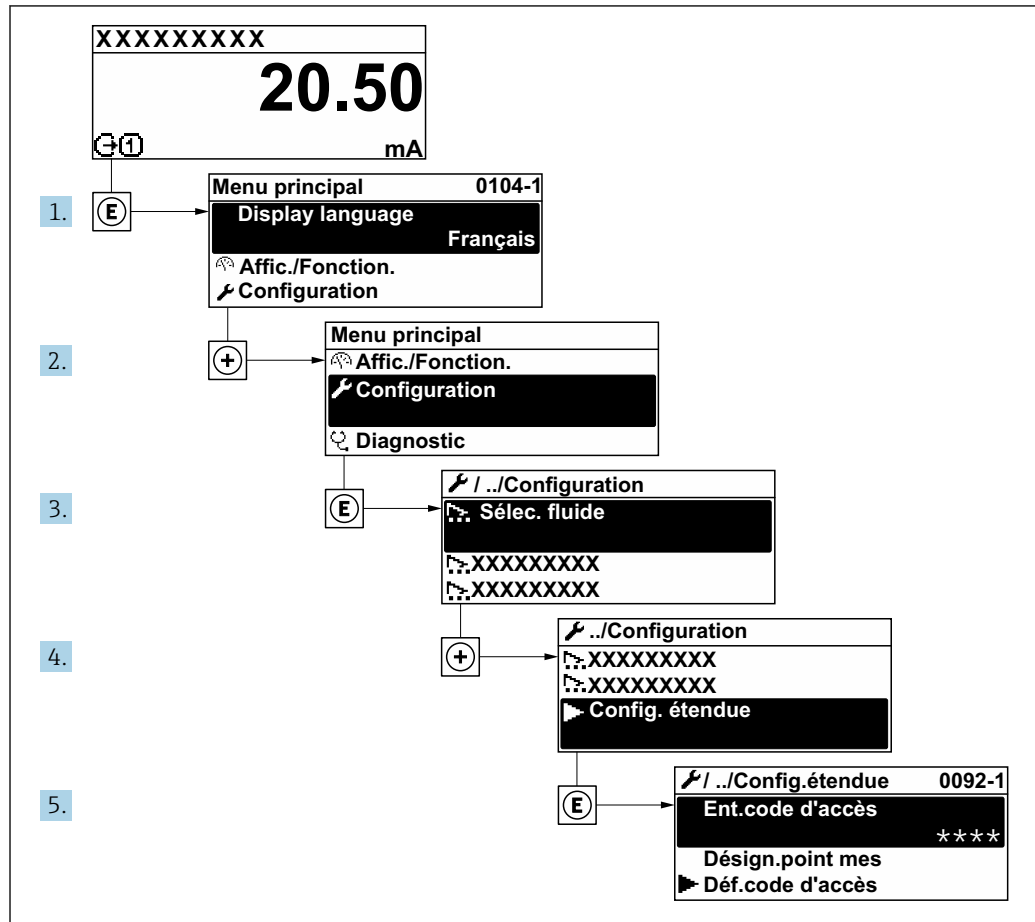 XXXXXXXXX
20.50
mA
1.
E
Menu principal 0104-1
Display language
Français
Affic./Fonction.
Configuration
2.
+
Menu principal
Affic./Fonction.
Configuration
Diagnostic
3.
E
/ ../Configuration
Sélec. fluide
XXXXXXXXX
XXXXXXXXX
4.
+
../Configuration
XXXXXXXXX
XXXXXXXXX
Config. étendue
5.
E
/ ../Config.étendue 0092-1
Ent.code d'accès
****
Désign.point mes
Déf.code d'accès
1